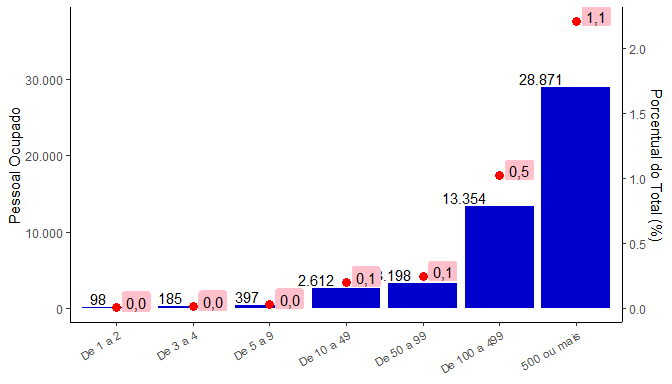 Pessoal Ocupado
30.000
20.000
10.000
0
98
0,0
185
0,0
397
0,0
2.612
0,1
.198
0,1
13.354
0,5
28.871
1,1
2.0
1.5
1.0
0.5
0.0
Porcentual do Total (%)
De 1 a 2
De 3 a 4
De 5 a 9
De 10 a 49
De 50 a 99
De 100 a 499
500 ou mais